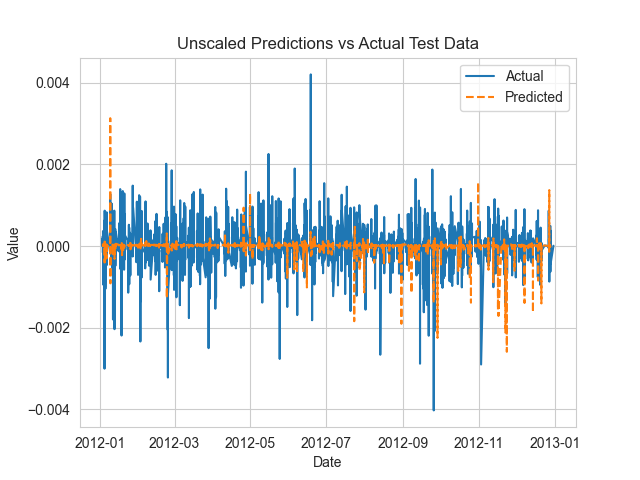 Unscaled Predictions vs Actual Test Data
Actual
Predicted
0.004
0.002
0.000
−0.002
−0.004
Value
2012-01
2012-03
2012-05
2012-07
2012-09
2012-11
2013-01
Date